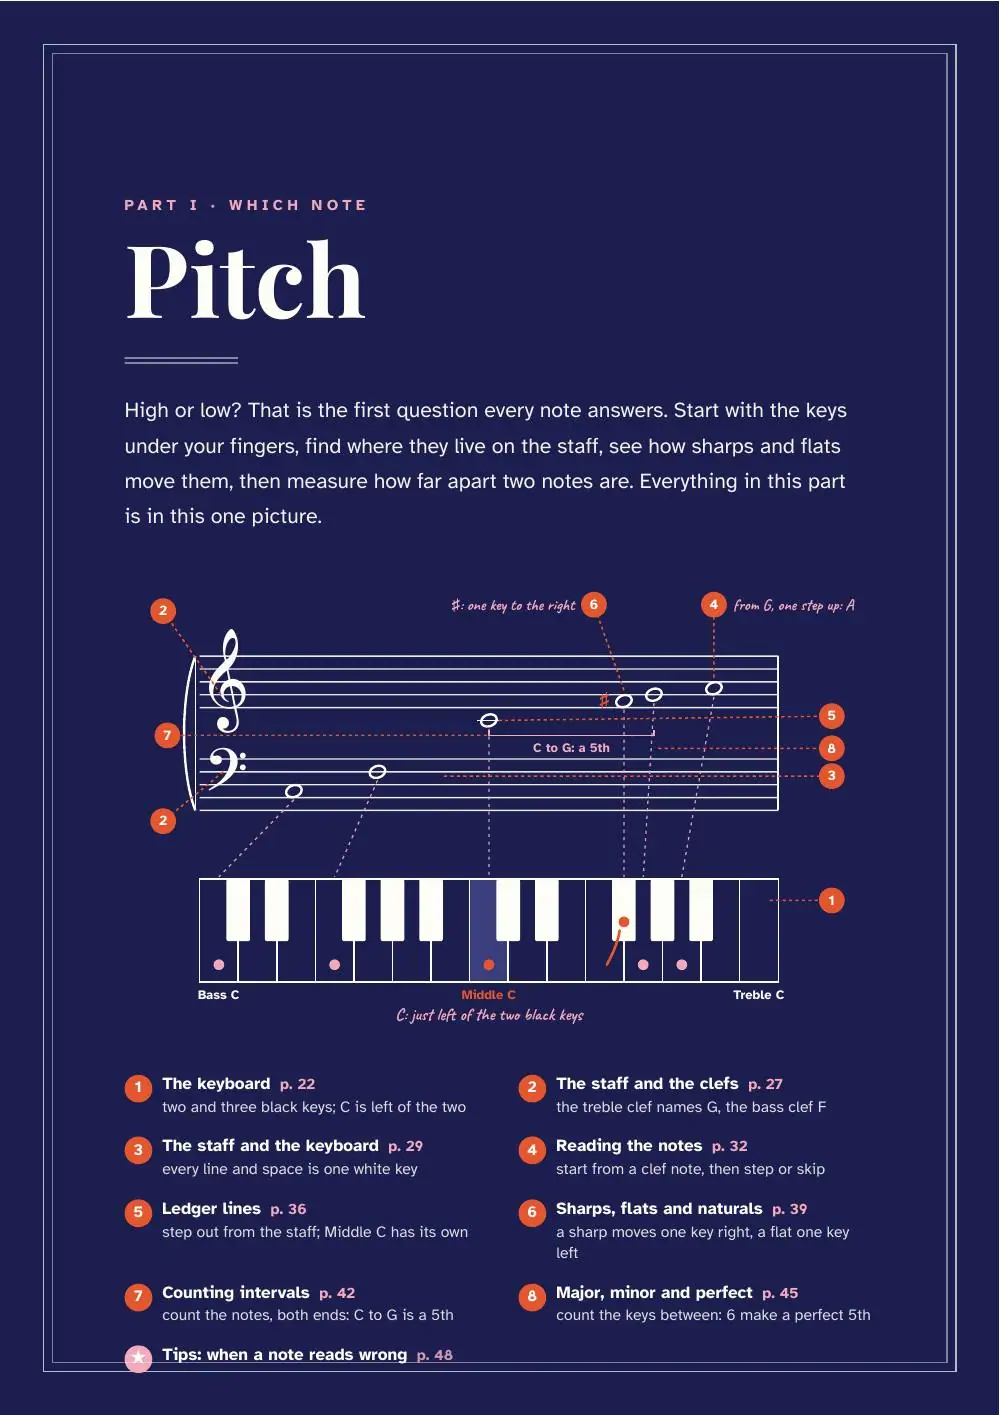 PART I · WHICH NOTE
Pitch
High or low? That is the first question every note answers. Start with the keys
under your fingers, find where they live on the staff, see how sharps and flats
move them, then measure how far apart two notes are. Everything in this part
is in this one picture.
2
♯: one key to the right 6
4 from G, one step up: A
♯
5
7
C to G: a 5th
8
3
2
1
Bass C
Middle C
Treble C
C: just left of the two black keys
1 The keyboard p. 22
two and three black keys; C is left of the two
2 The staff and the clefs p. 27
the treble clef names G, the bass clef F
3 The staff and the keyboard p. 29
every line and space is one white key
4 Reading the notes p. 32
start from a clef note, then step or skip
5 Ledger lines p. 36
step out from the staff; Middle C has its own
6 Sharps, flats and naturals p. 39
a sharp moves one key right, a flat one key
left
7 Counting intervals p. 42
count the notes, both ends: C to G is a 5th
8 Major, minor and perfect p. 45
count the keys between: 6 make a perfect 5th
★ Tips: when a note reads wrong p. 48